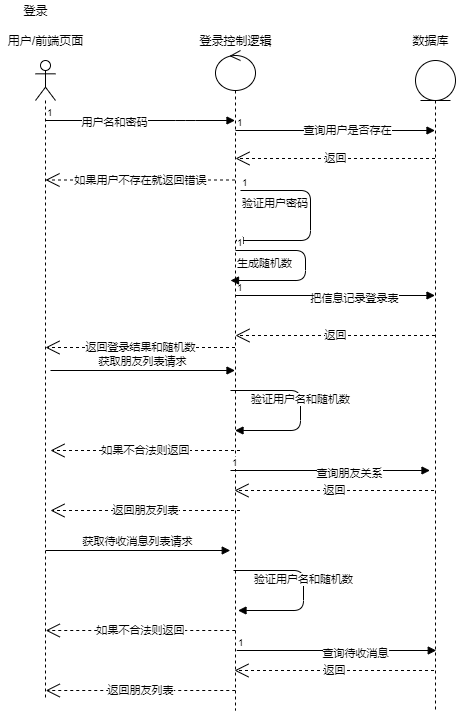 登录
用户/前端页面
登录控制逻辑
数据库
1
用户名和密码
1
查询用户是否存在
返回
如果用户不存在就返回错误
1
验证用户密码
1
生成随机数
1
把信息记录登录表
返回
返回登录结果和随机数
获取朋友列表请求
验证用户名和随机数
如果不合法则返回
1
查询朋友关系
返回
返回朋友列表
获取待收消息列表请求
验证用户名和随机数
如果不合法则返回
1
查询待收消息
返回
返回朋友列表